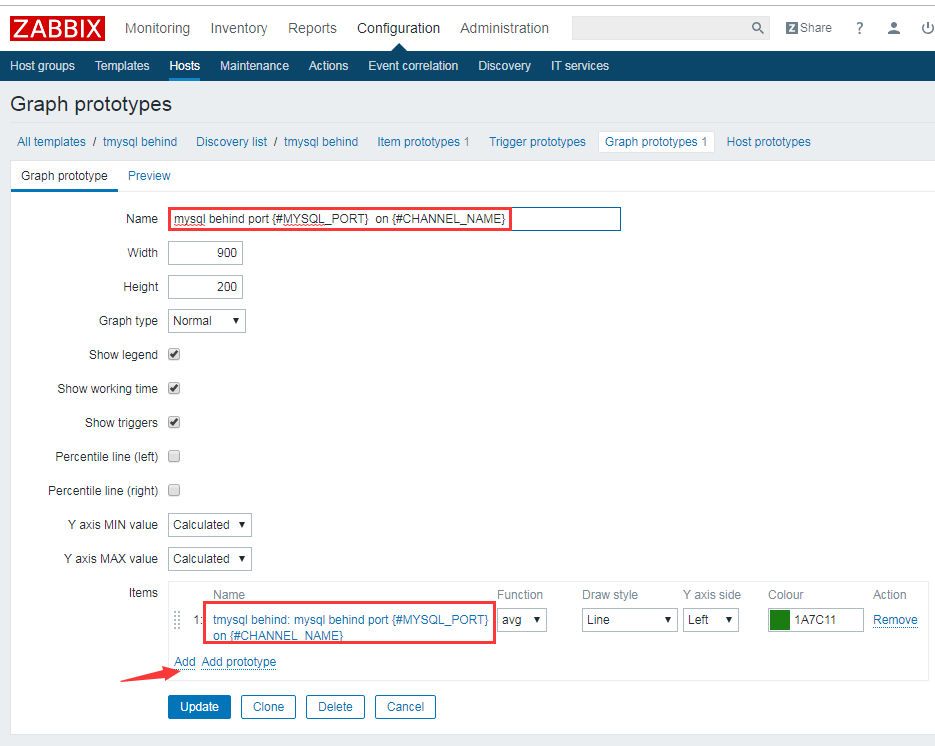 ZABBIX Monitoring Inventory Reports Configuration Administration Z Share ?
Host groups Templates Hosts Maintenance Actions Event correlation Discovery IT services
Graph prototypes
All templates / tmysql behind Discovery list / tmysql behind Item prototypes 1 Trigger prototypes Graph prototypes 1 Host prototypes
Graph prototype Preview
Name mysql behind port {#MYSQL_PORT} on {#CHANNEL_NAME}
Width 900
Height 200
Graph type Normal
Show legend
Show working time
Show triggers
Percentile line (left)
Percentile line (right)
Y axis MIN value Calculated
Y axis MAX value Calculated
Items Name Function Draw style Y axis side Colour Action
1: tmysql behind: mysql behind port {#MYSQL_PORT} avg Line Left 1A7C11 Remove
on {#CHANNEL_NAME}
Add Add prototype
Update Clone Delete Cancel